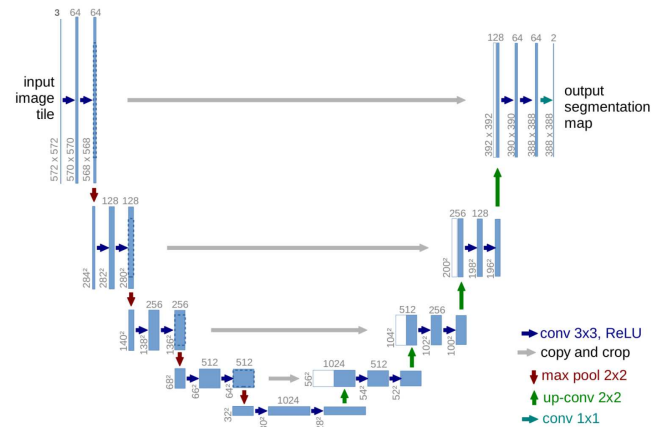 3 64 64
128 64 64 2
input
image
tile
output
segmentation
map
572 x 572
570 x 570
568 x 568
392 x 392
390 x 390
388 x 388
388 x 388
128 128
256 128
284²
282²
280²
200²
198²
196²
256 256
512 256
140²
138²
136²
104²
102²
100²
512 512
1024 512
68²
66²
64²
56²
54²
52²
1024
32²
conv 3x3, ReLU
copy and crop
max pool 2x2
up-conv 2x2
conv 1x1